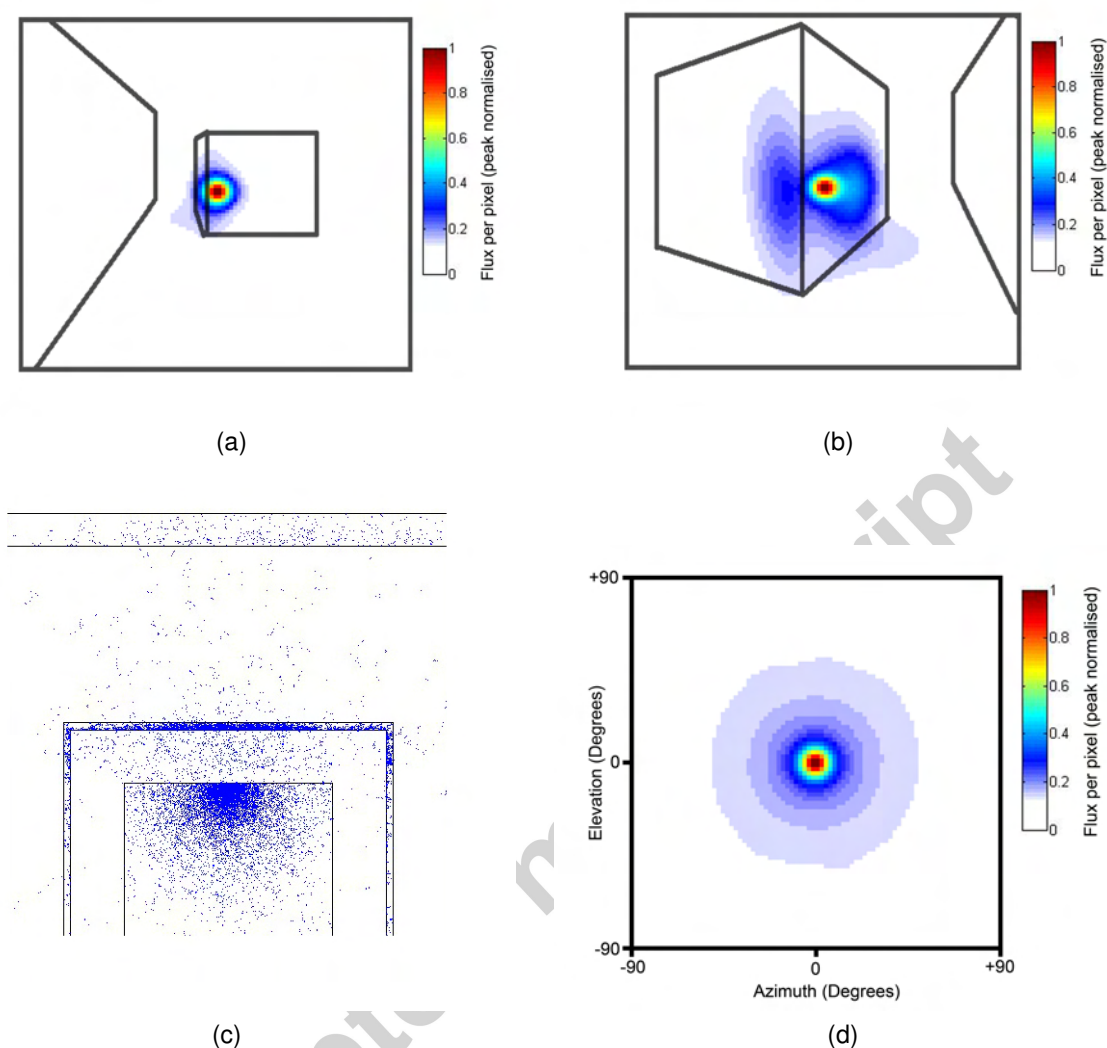 1
0.8
0.6
0.4
0.2
0
Flux per pixel (peak normalised)
(a)
1
0.8
0.6
0.4
0.2
0
Flux per pixel (peak normalised)
(b)
(c)
+90
0
-90
Elevation (Degrees)
-90
0
+90
Azimuth (Degrees)
1
0.8
0.6
0.4
0.2
0
Flux per pixel (peak normalised)
(d)